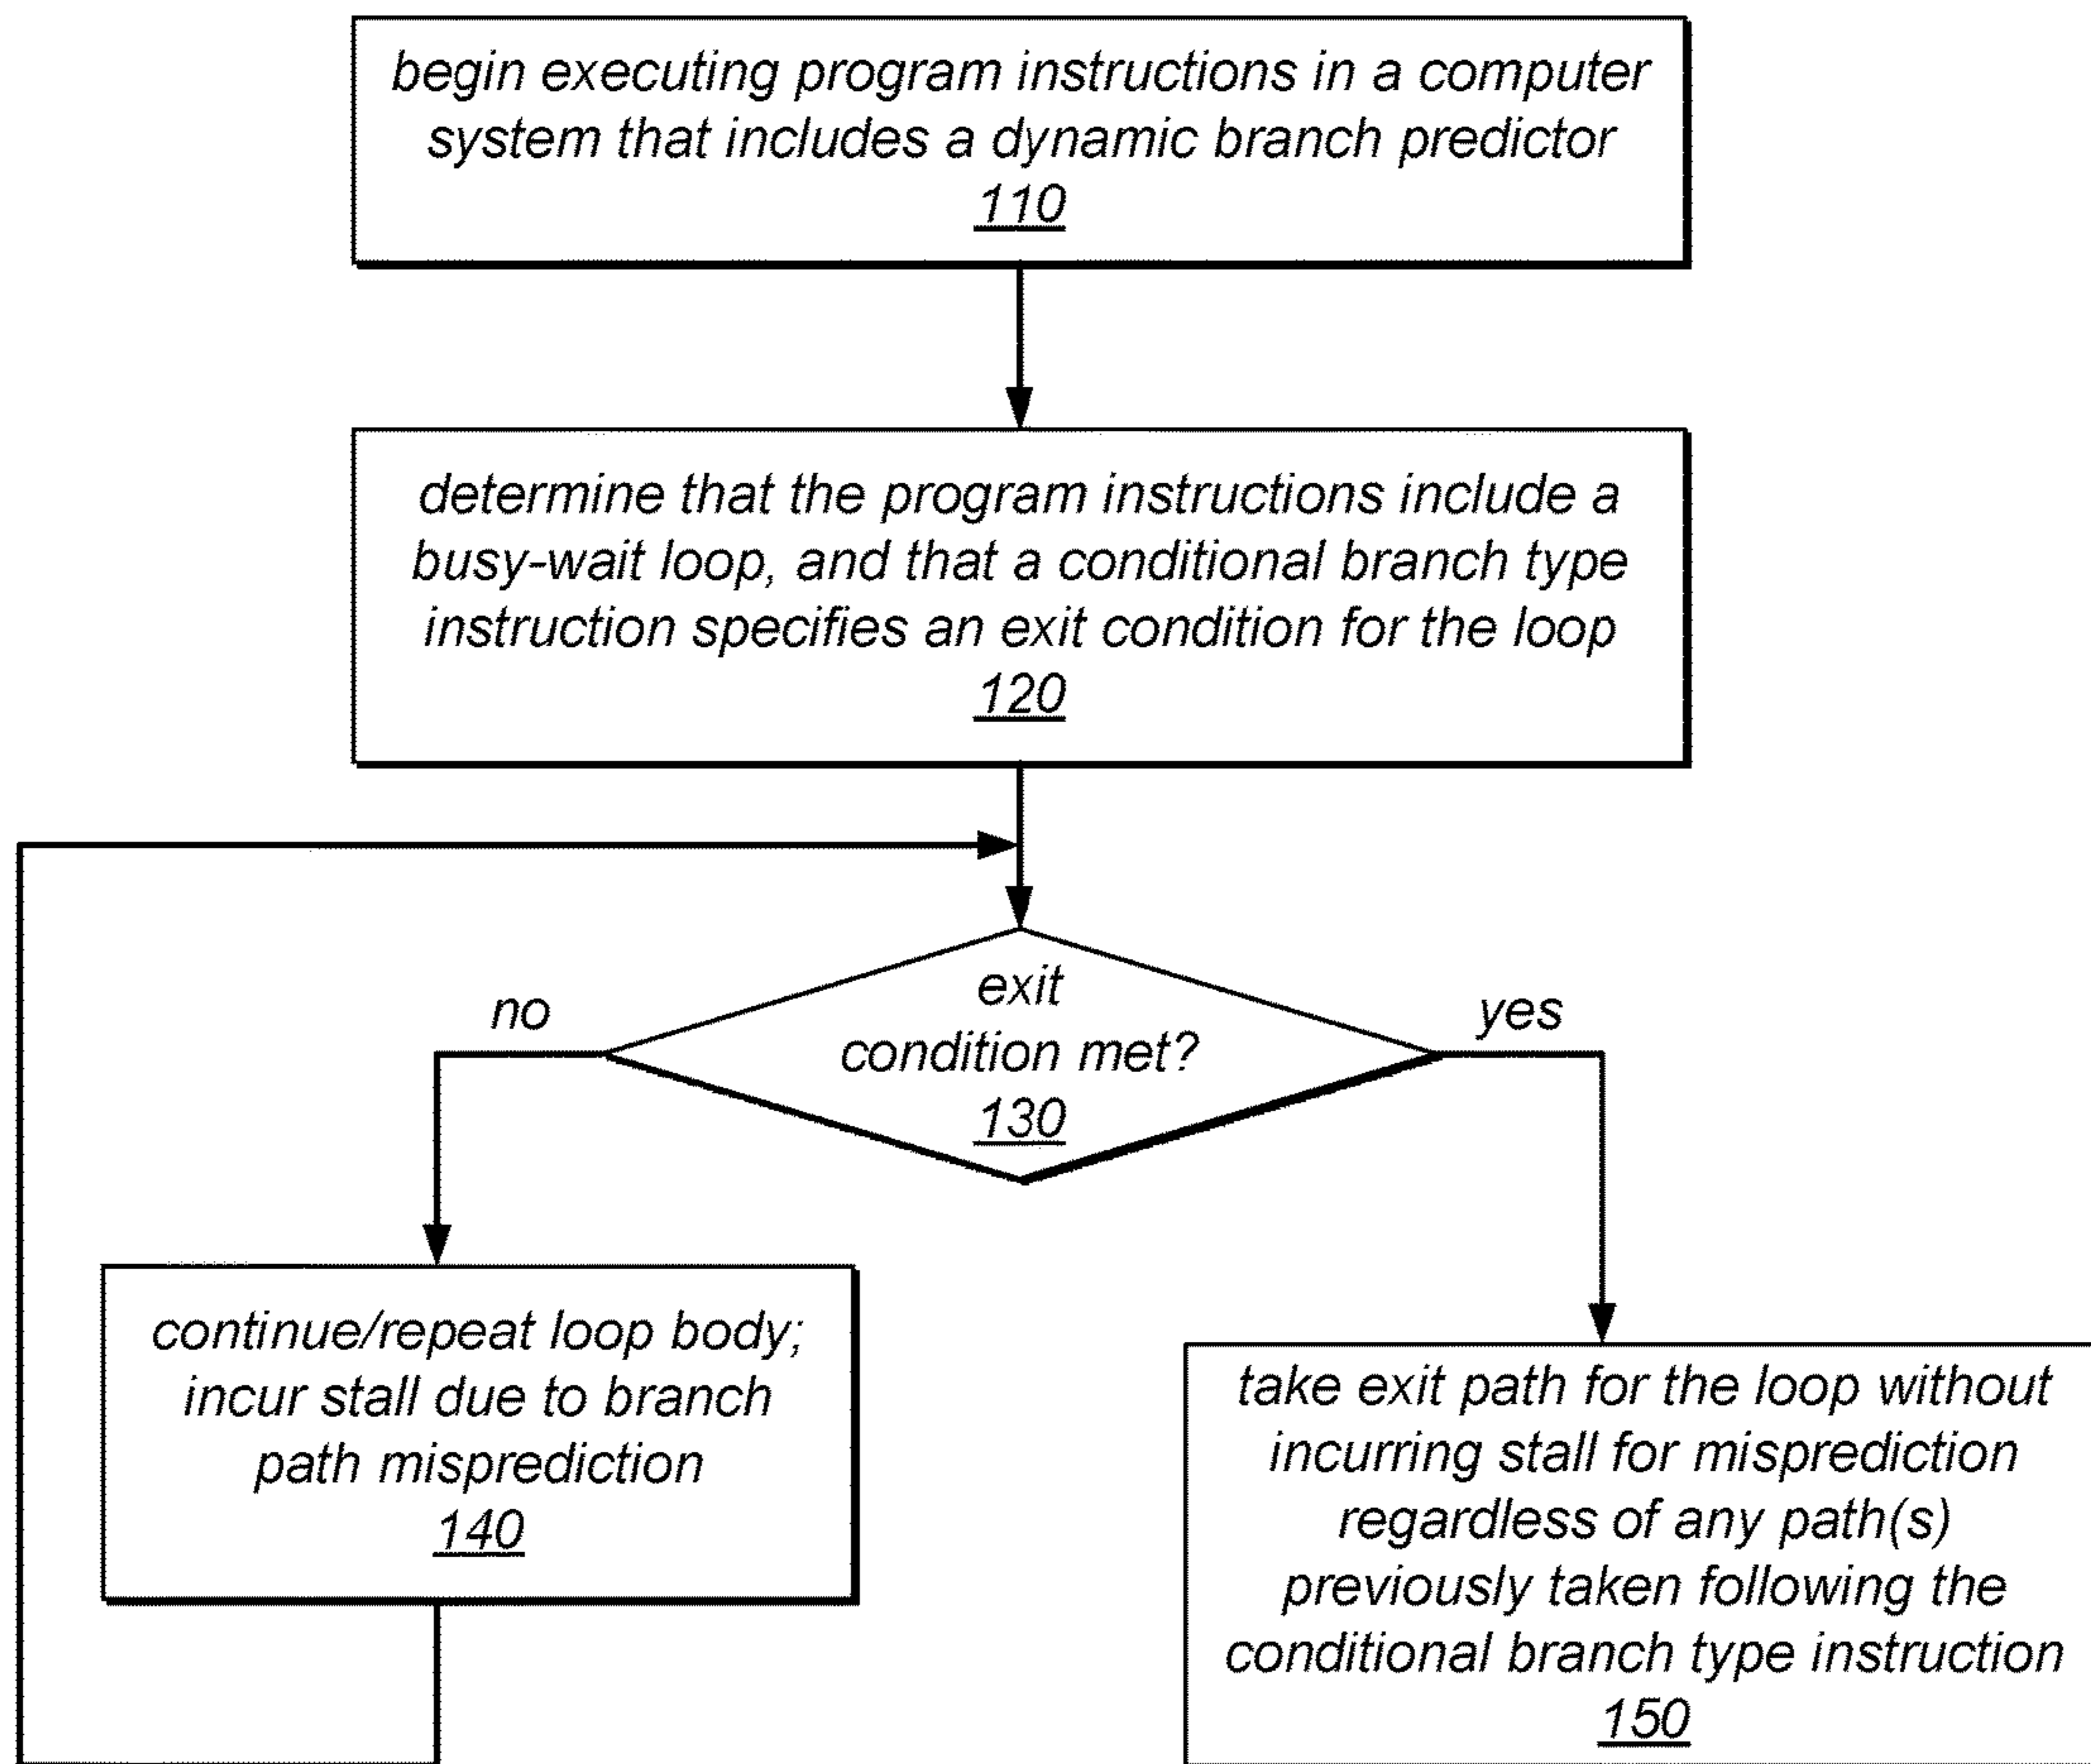 begin executing program instructions in a computer
system that includes a dynamic branch predictor
110
determine that the program instructions include a
busy-wait loop, and that a conditional branch type
instruction specifies an exit condition for the loop
120
exit
condition met?
130
no
yes
continue/repeat loop body;
incur stall due to branch
path misprediction
140
take exit path for the loop without
incurring stall for misprediction
regardless of any path(s)
previously taken following the
conditional branch type instruction
150